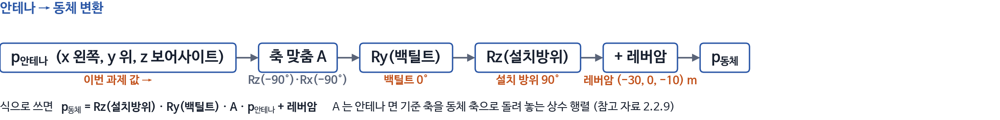 안테나 → 동체 변환
p안테나 (x 왼쪽, y 위, z 보어사이트) 축 맞춤 A Ry(백틸트) Rz(설치방위) + 레버암 p동체
이번 과제 값 → Rz(−90°)·Rx(−90°) 백틸트 0° 설치 방위 90° 레버암 (−30, 0, −10) m
식으로 쓰면 p동체 = Rz(설치방위) · Ry(백틸트) · A · p안테나 + 레버암 A 는 안테나 면 기준 축을 동체 축으로 돌려 놓는 상수 행렬 (참고 자료 2.2.9)